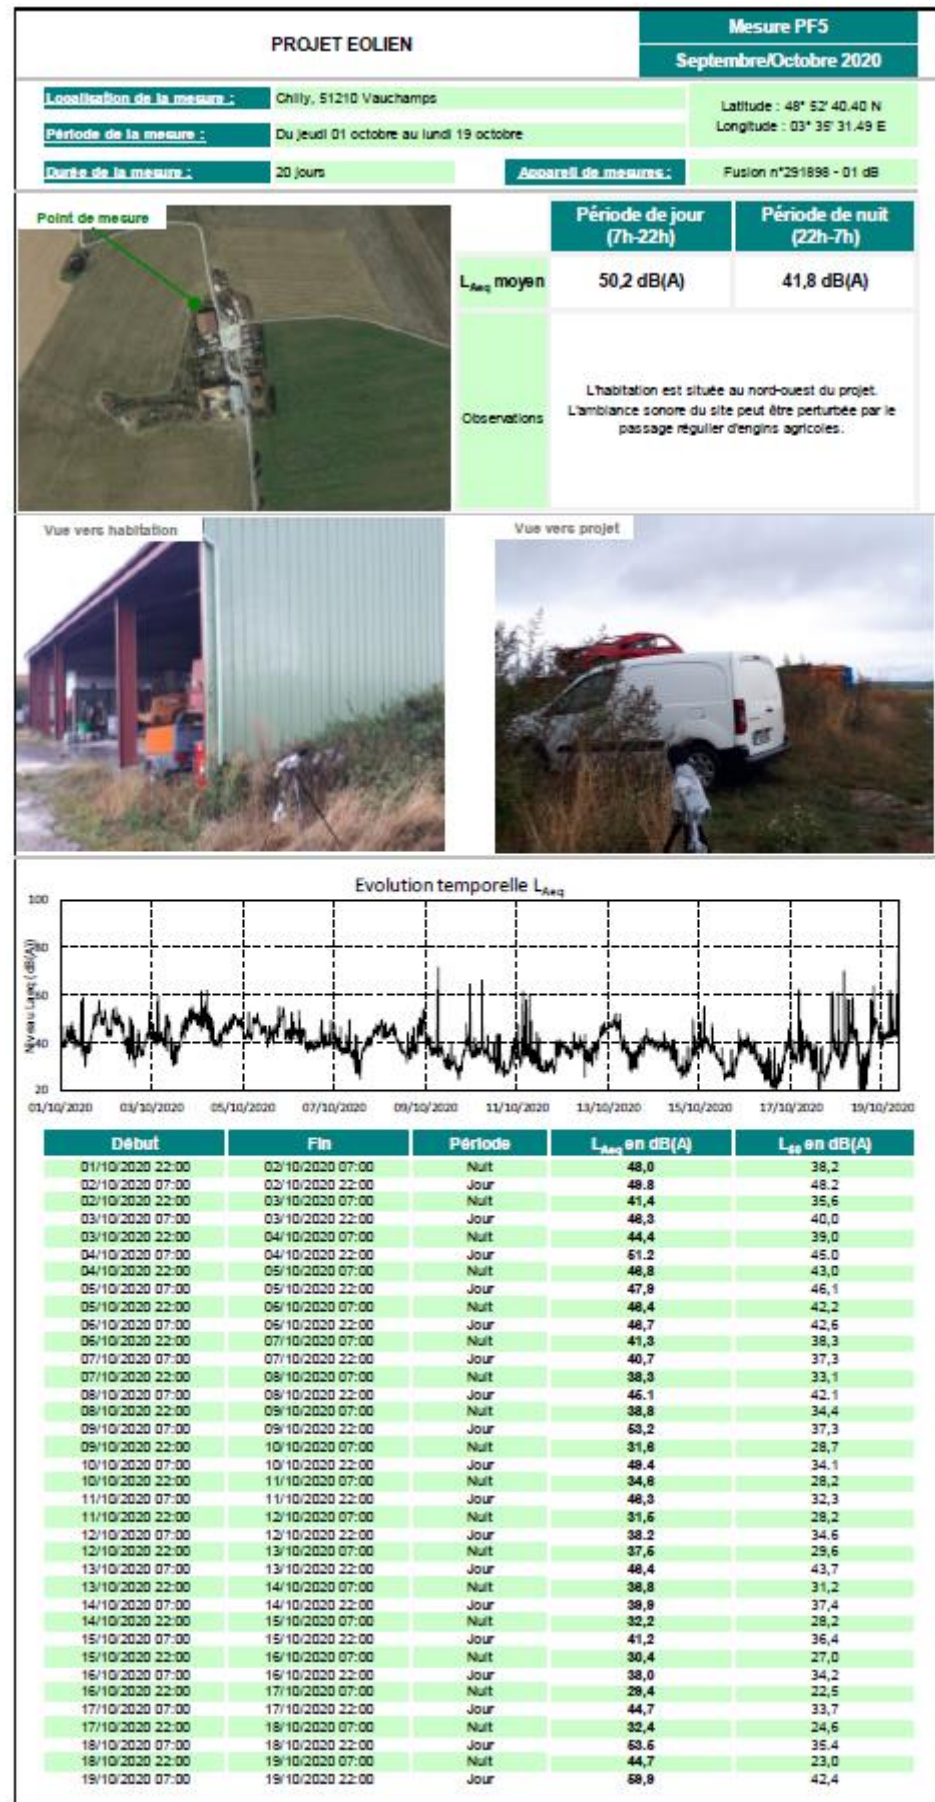 PROJET EOLIEN
Mesure PF5
Septembre/Octobre 2020
Localisation de la mesure :
Chilly, 51210 Vauchamps
Latitude : 48° 52' 40.40 N
Longitude : 03° 35' 31.49 E
Période de la mesure :
Du jeudi 01 octobre au lundi 19 octobre
Durée de la mesure :
20 jours
Appareil de mesures :
Fusion n°291898 - 01 dB
Point de mesure
Période de jour
(7h-22h)
Période de nuit
(22h-7h)
LAeq moyen
50,2 dB(A)
41,8 dB(A)
Observations
L'habitation est située au nord-ouest du projet.
L'ambiance sonore du site peut être perturbée par le
passage régulier d'engins agricoles.
Vue vers habitation
Vue vers projet
Evolution temporelle LAeq
Niveau Laeq (dB(A))
100
80
60
40
20
01/10/2020 03/10/2020 05/10/2020 07/10/2020 09/10/2020 11/10/2020 13/10/2020 15/10/2020 17/10/2020 19/10/2020
Début Fin Période LAeq en dB(A) L50 en dB(A)
01/10/2020 22:00 02/10/2020 07:00 Nuit 48,0 38,2
02/10/2020 07:00 02/10/2020 22:00 Jour 49.8 48.2
02/10/2020 22:00 03/10/2020 07:00 Nuit 41,4 35,6
03/10/2020 07:00 03/10/2020 22:00 Jour 46,3 40,0
03/10/2020 22:00 04/10/2020 07:00 Nuit 44,4 39,0
04/10/2020 07:00 04/10/2020 22:00 Jour 51.2 45.0
04/10/2020 22:00 05/10/2020 07:00 Nuit 46,8 43,0
05/10/2020 07:00 05/10/2020 22:00 Jour 47,9 46,1
05/10/2020 22:00 06/10/2020 07:00 Nuit 46,4 42,2
06/10/2020 07:00 06/10/2020 22:00 Jour 46,7 42,6
06/10/2020 22:00 07/10/2020 07:00 Nuit 41,3 38,3
07/10/2020 07:00 07/10/2020 22:00 Jour 40,7 37,3
07/10/2020 22:00 08/10/2020 07:00 Nuit 38,3 33,1
08/10/2020 07:00 08/10/2020 22:00 Jour 45.1 42.1
08/10/2020 22:00 09/10/2020 07:00 Nuit 38,8 34,4
09/10/2020 07:00 09/10/2020 22:00 Jour 53,2 37,3
09/10/2020 22:00 10/10/2020 07:00 Nuit 31,6 28,7
10/10/2020 07:00 10/10/2020 22:00 Jour 49.4 34.1
10/10/2020 22:00 11/10/2020 07:00 Nuit 34,6 28,2
11/10/2020 07:00 11/10/2020 22:00 Jour 46,3 32,3
11/10/2020 22:00 12/10/2020 07:00 Nuit 31,5 28,2
12/10/2020 07:00 12/10/2020 22:00 Jour 38.2 34.6
12/10/2020 22:00 13/10/2020 07:00 Nuit 37,6 29,6
13/10/2020 07:00 13/10/2020 22:00 Jour 46,4 43,7
13/10/2020 22:00 14/10/2020 07:00 Nuit 36,8 31,2
14/10/2020 07:00 14/10/2020 22:00 Jour 39,9 37,4
14/10/2020 22:00 15/10/2020 07:00 Nuit 32,2 28,2
15/10/2020 07:00 15/10/2020 22:00 Jour 41,2 36,4
15/10/2020 22:00 16/10/2020 07:00 Nuit 30,4 27,0
16/10/2020 07:00 16/10/2020 22:00 Jour 38,0 34,2
16/10/2020 22:00 17/10/2020 07:00 Nuit 29,4 22,5
17/10/2020 07:00 17/10/2020 22:00 Jour 44,7 33,7
17/10/2020 22:00 18/10/2020 07:00 Nuit 32,4 24,6
18/10/2020 07:00 18/10/2020 22:00 Jour 53.6 35.4
18/10/2020 22:00 19/10/2020 07:00 Nuit 44,7 23,0
19/10/2020 07:00 19/10/2020 22:00 Jour 59,9 42,4